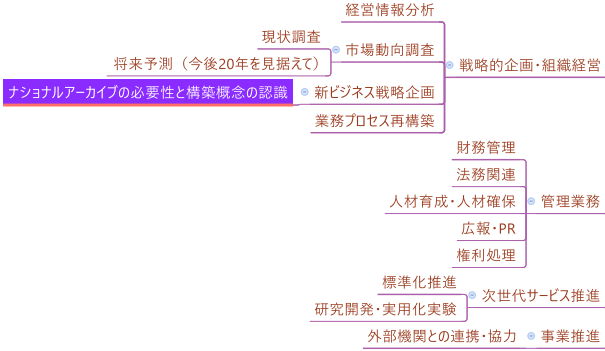 経営情報分析
現状調査
市場動向調査
将来予測（今後20年を見据えて）
戦略的企画・組織経営
ナショナルアーカイブの必要性と構築概念の認識
新ビジネス戦略企画
業務プロセス再構築
財務管理
法務関連
人材育成・人材確保
管理業務
広報・PR
権利処理
標準化推進
次世代サービス推進
研究開発・実用化実験
外部機関との連携・協力
事業推進